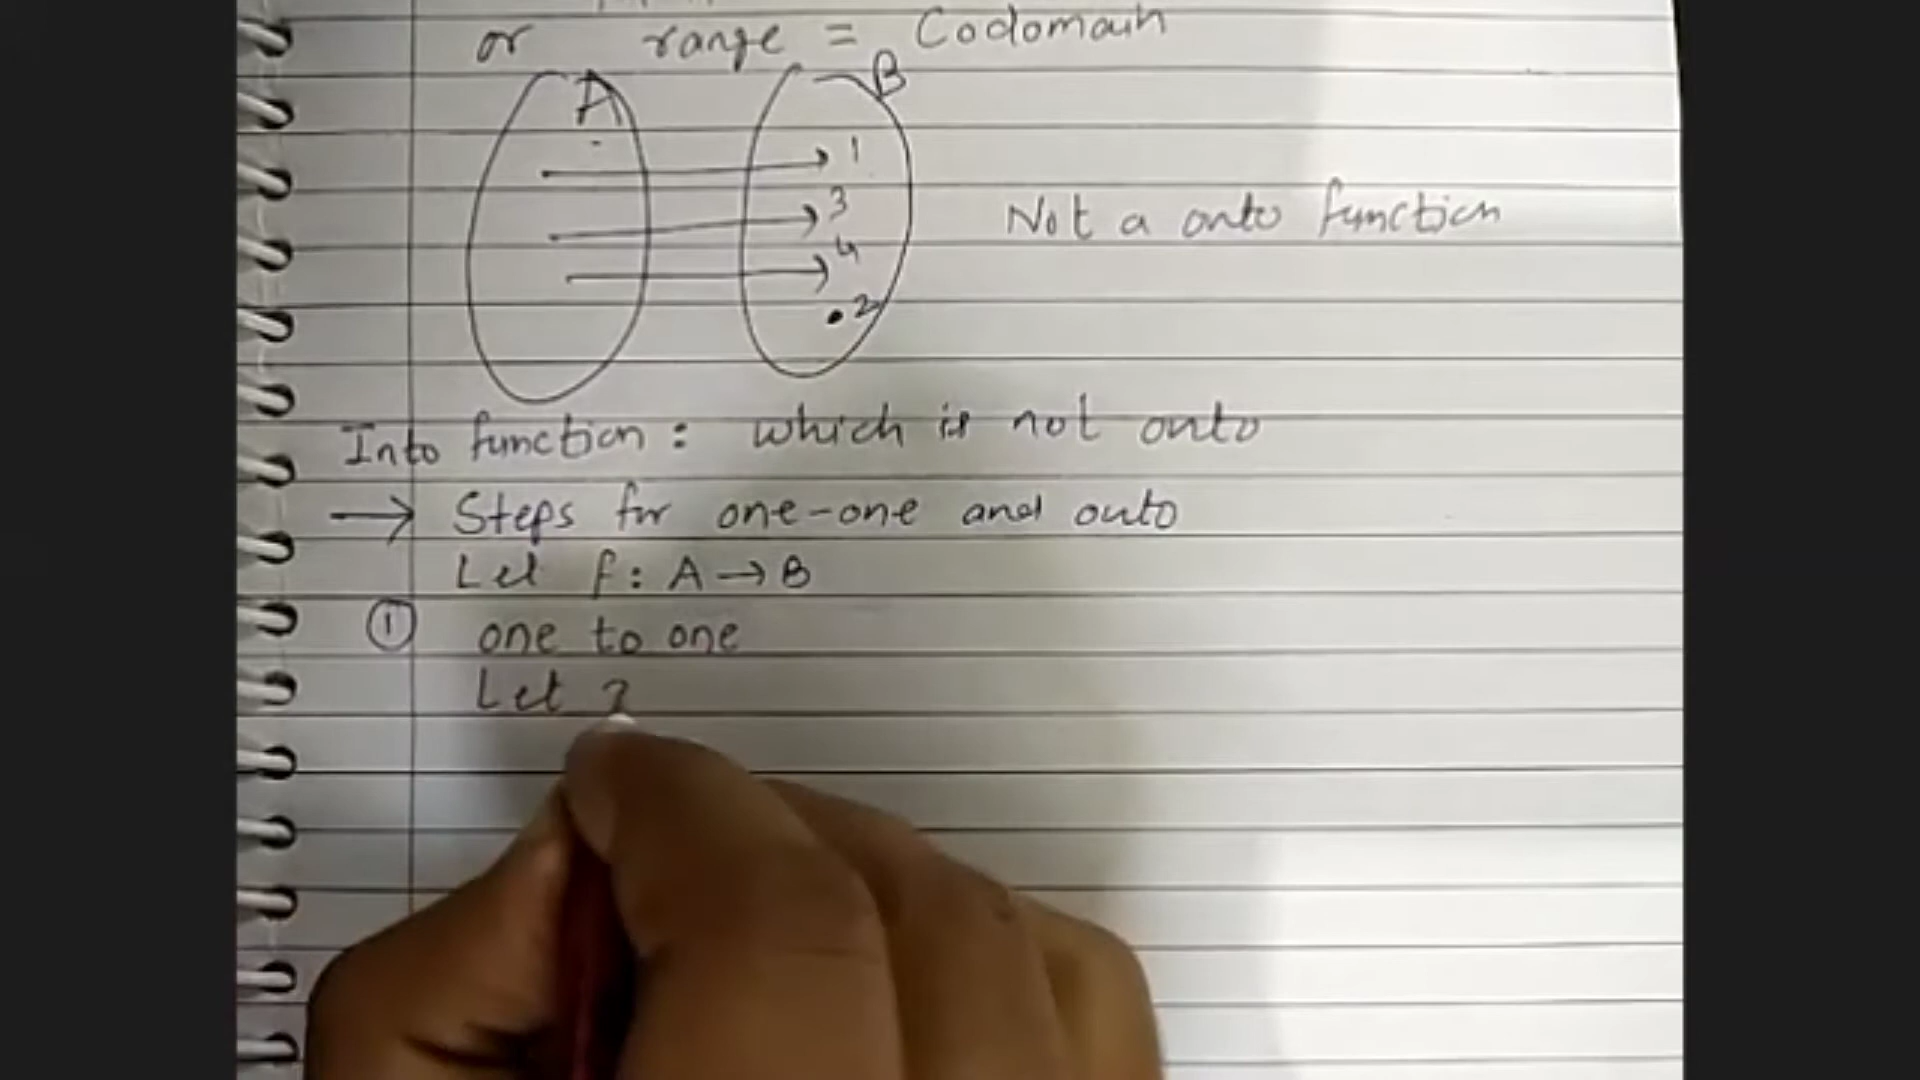 or range = Codomain
A B
1
3
Not a onto function
4
2
Into function : which is not onto
→ Steps for one-one and onto
Let f : A → B
① one to one
Let